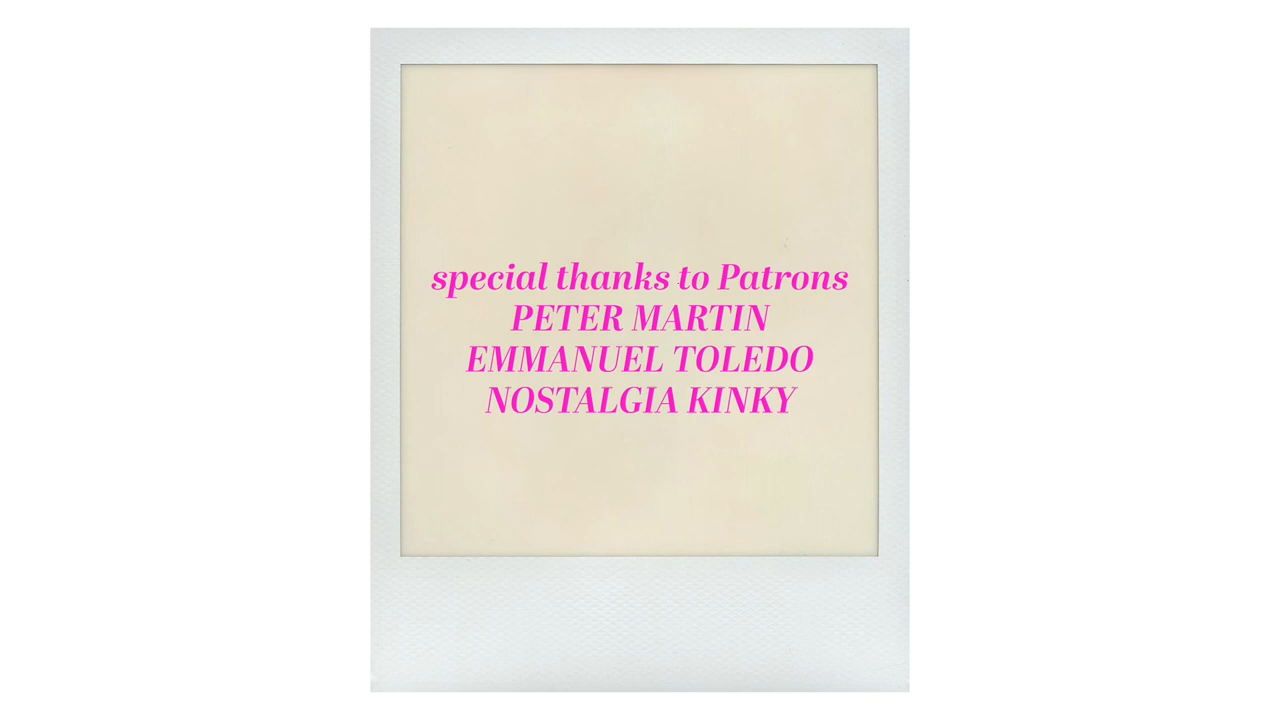 special thanks to Patrons
PETER MARTIN
EMMANUEL TOLEDO
NOSTALGIA KINKY